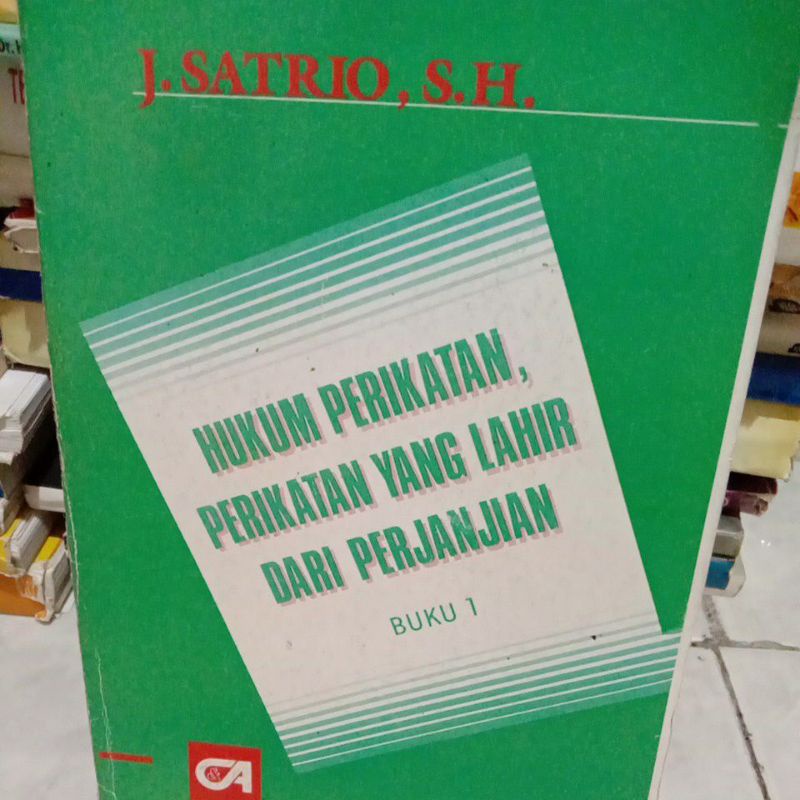 J. SATRIO, S.H.
HUKUM PERIKATAN,
PERIKATAN YANG LAHIR
DARI PERJANJIAN
BUKU 1
C&A